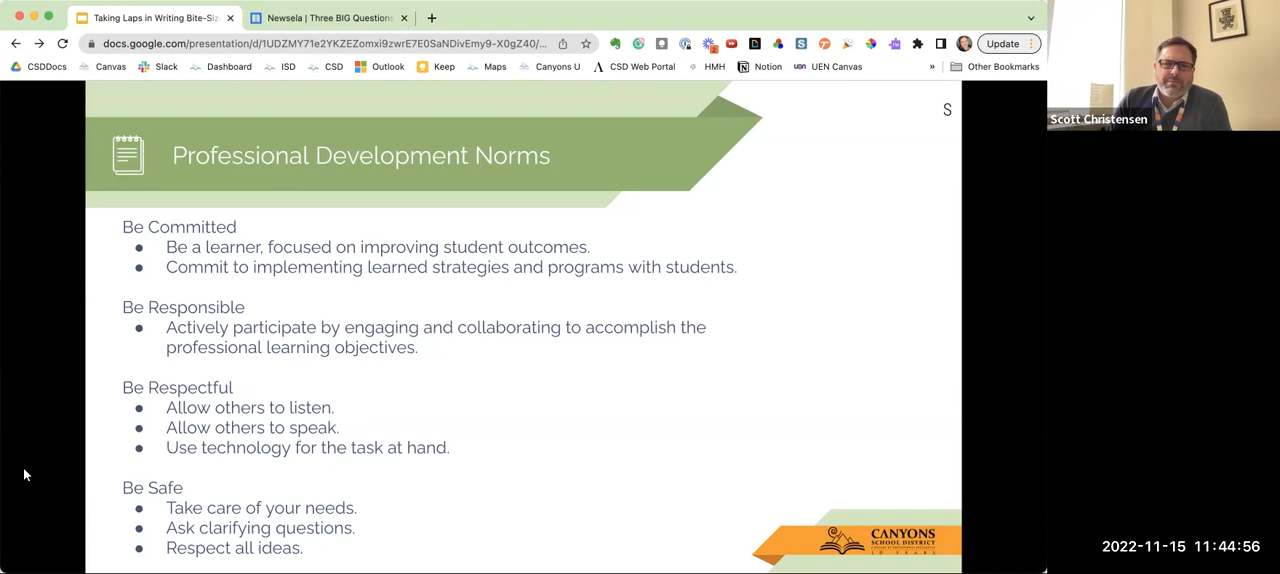 Taking Laps in Writing Bite-Siz
Newsela | Three BIG Questions
docs.google.com/presentation/d/1UDZMY71e2YKZEZomxi9zwrE7E0SaNDivEmy9-X0gZ40/...
Update
CSDDocs
Canvas
Slack
Dashboard
ISD
CSD
Outlook
Keep
Maps
Canyons U
CSD Web Portal
HMH
Notion
UEN Canvas
»
Other Bookmarks
Scott Christensen
S
Professional Development Norms
Be Committed
● Be a learner, focused on improving student outcomes.
● Commit to implementing learned strategies and programs with students.
Be Responsible
● Actively participate by engaging and collaborating to accomplish the
professional learning objectives.
Be Respectful
● Allow others to listen.
● Allow others to speak.
● Use technology for the task at hand.
Be Safe
● Take care of your needs.
● Ask clarifying questions.
● Respect all ideas.
CANYONS
SCHOOL DISTRICT
10 YEARS
2022-11-15 11:44:56